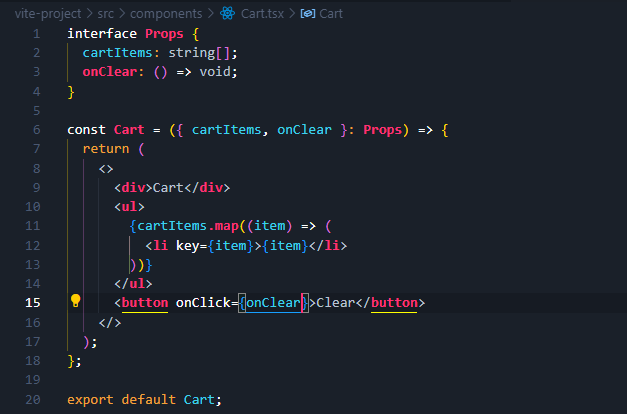 vite-project > src > components > Cart.tsx > Cart
1 interface Props {
2   cartItems: string[];
3   onClear: () => void;
4 }
5
6 const Cart = ({ cartItems, onClear }: Props) => {
7   return (
8     <>
9       <div>Cart</div>
10       <ul>
11         {cartItems.map((item) => (
12           <li key={item}>{item}</li>
13         ))}
14       </ul>
15       <button onClick={onClear}>Clear</button>
16     </>
17   );
18 };
19
20 export default Cart;